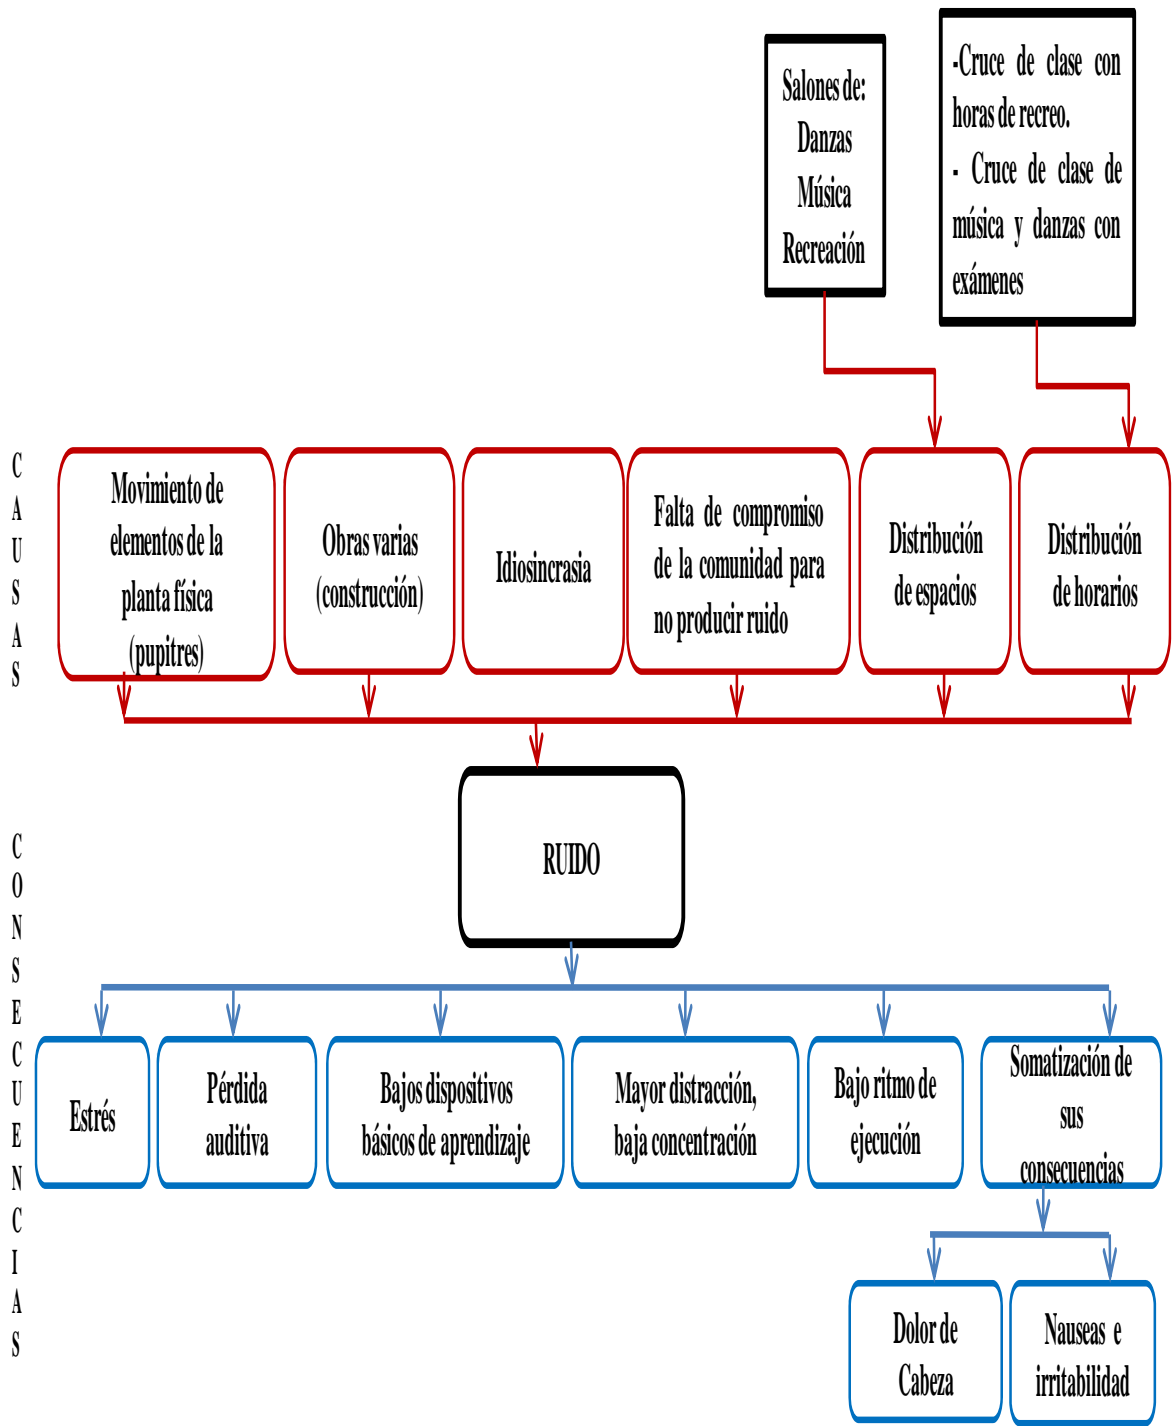 Salones de:
Danzas
Música
Recreación
-Cruce de clase con
horas de recreo.
- Cruce de clase de
música y danzas con
exámenes
CAUSAS
Movimiento de
elementos de la
planta física
(pupitres)
Obras varias
(construcción)
Idiosincrasia
Falta de compromiso
de la comunidad para
no producir ruido
Distribución
de espacios
Distribución
de horarios
RUIDO
CONSECUENCIAS
Estrés
Pérdida
auditiva
Bajos dispositivos
básicos de aprendizaje
Mayor distracción,
baja concentración
Bajo ritmo de
ejecución
Somatización de
sus
consecuencias
Dolor de
Cabeza
Nauseas e
irritabilidad